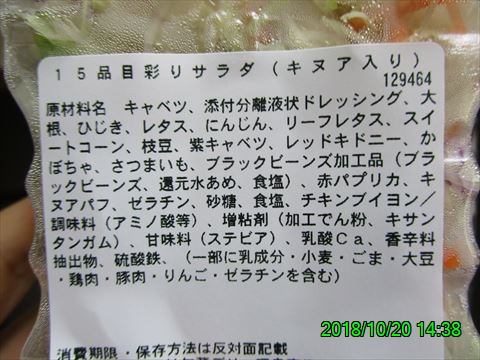 15品目彩りサラダ(キヌア入り)
129464
原材料名 キャベツ、添付分離液状ドレッシング、大
根、ひじき、レタス、にんじん、リーフレタス、スイ
ートコーン、枝豆、紫キャベツ、レッドキドニー、か
ぼちゃ、さつまいも、ブラックビーンズ加工品(ブラ
ックビーンズ、還元水あめ、食塩)、赤パプリカ、キ
ヌアパフ、ゼラチン、砂糖、食塩、チキンブイヨン/
調味料(アミノ酸等)、増粘剤(加工でん粉、キサン
タンガム)、甘味料(ステビア)、乳酸Ca、香辛料
抽出物、硫酸鉄、(一部に乳成分・小麦・ごま・大豆
・鶏肉・豚肉・りんご・ゼラチンを含む)
消費期限・保存方法は反対面記載
2018/10/20 14:38